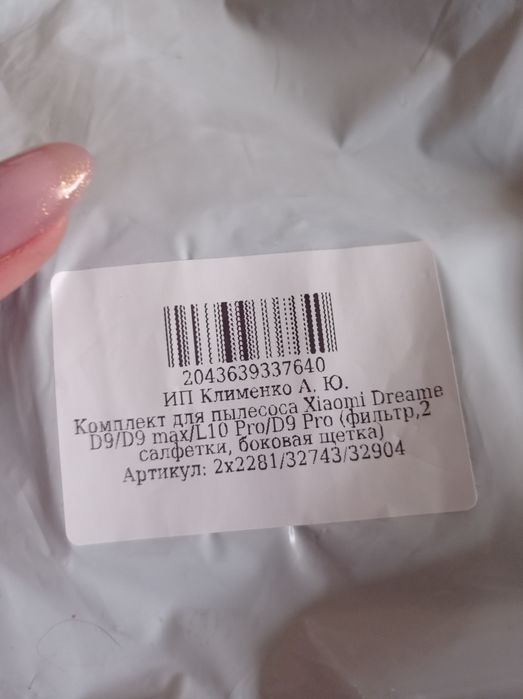 2043639337640
ИП Клименко А. Ю.
Комплект для пылесоса Xiaomi Dreame
D9/D9 max/L10 Pro/D9 Pro (фильтр,2
салфетки, боковая щетка)
Артикул: 2x2281/32743/32904